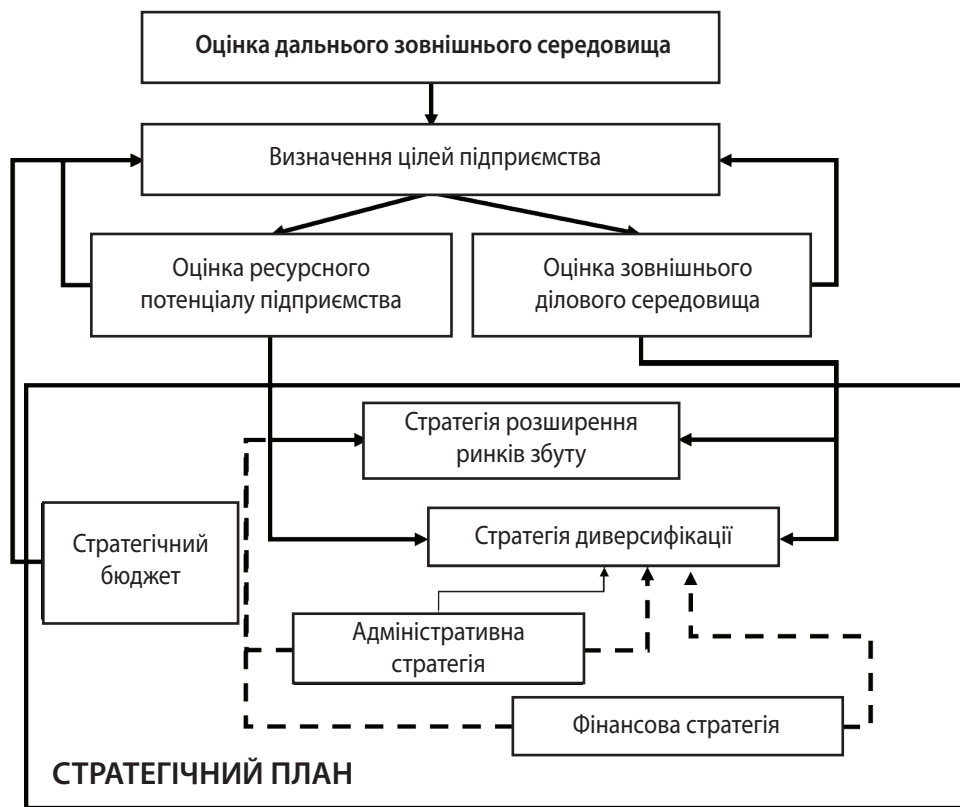 Оцінка дальнього зовнішнього середовища
Визначення цілей підприємства
Оцінка ресурсного
потенціалу підприємства
Оцінка зовнішнього
ділового середовища
Стратегія розширення
ринків збуту
Стратегічний
бюджет
Стратегія диверсифікації
Адміністративна
стратегія
Фінансова стратегія
СТРАТЕГІЧНИЙ ПЛАН